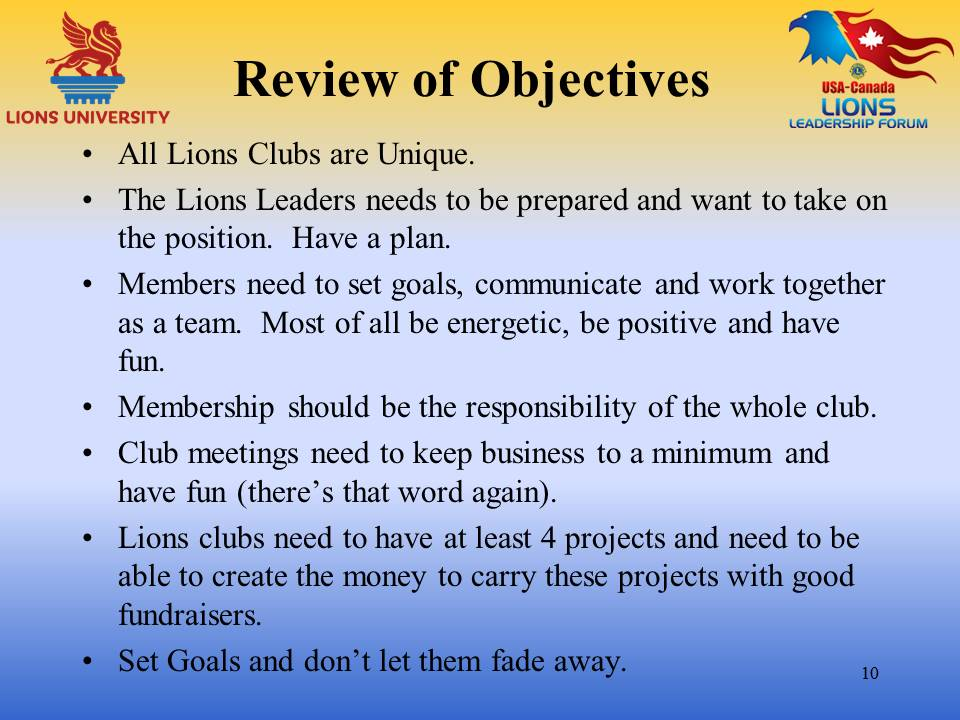 LIONS UNIVERSITY
Review of Objectives
USA-Canada
LIONS
LEADERSHIP FORUM
• All Lions Clubs are Unique.
• The Lions Leaders needs to be prepared and want to take on
the position.  Have a plan.
• Members need to set goals, communicate and work together
as a team.  Most of all be energetic, be positive and have
fun.
• Membership should be the responsibility of the whole club.
• Club meetings need to keep business to a minimum and
have fun (there’s that word again).
• Lions clubs need to have at least 4 projects and need to be
able to create the money to carry these projects with good
fundraisers.
• Set Goals and don’t let them fade away.
10